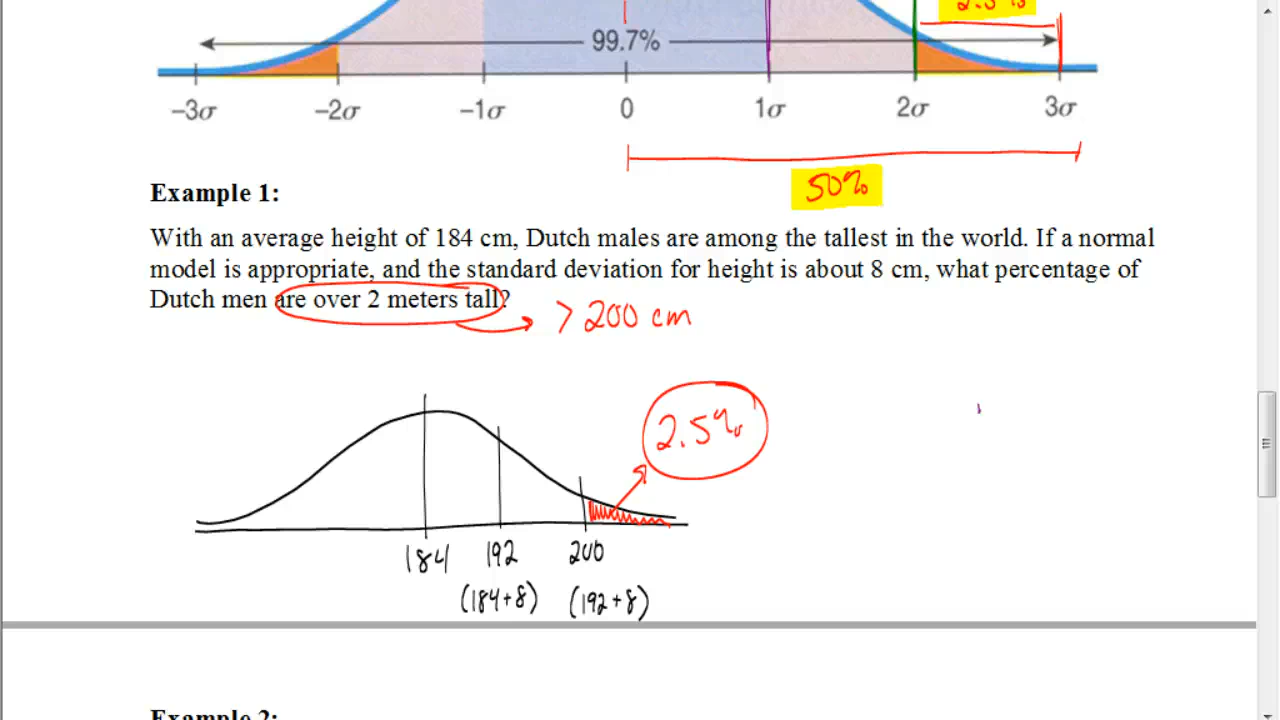 99.7%
−3σ −2σ −1σ 0 1σ 2σ 3σ
50%
Example 1:
With an average height of 184 cm, Dutch males are among the tallest in the world. If a normal
model is appropriate, and the standard deviation for height is about 8 cm, what percentage of
Dutch men are over 2 meters tall?
> 200 cm
2.5%
184 192 200
(184+8) (192+8)